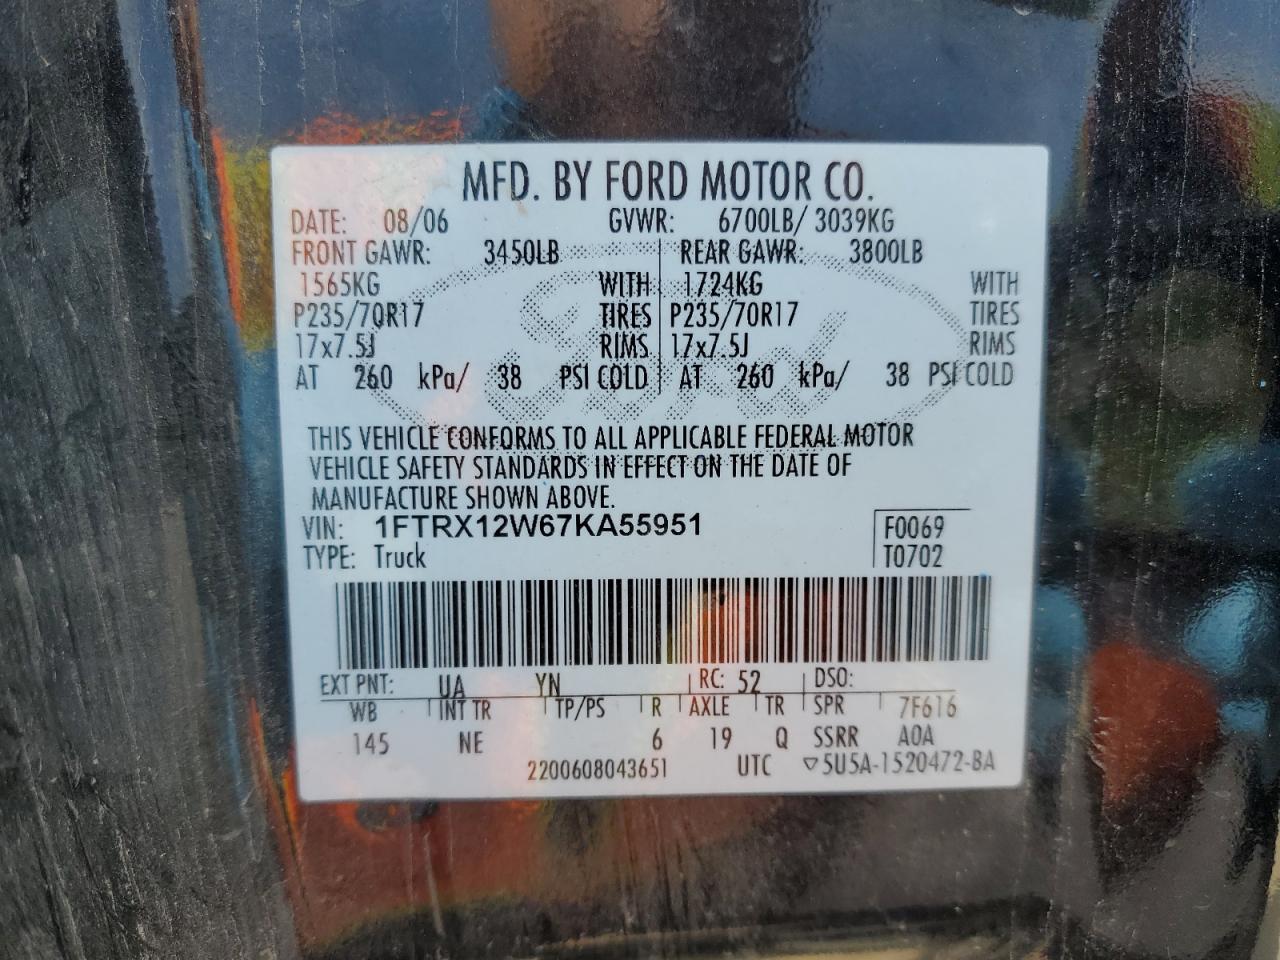 MFD. BY FORD MOTOR CO.
DATE: 08/06 GVWR: 6700LB/ 3039KG
FRONT GAWR: 3450LB REAR GAWR: 3800LB
1565KG WITH 1724KG WITH
P235/70R17 TIRES P235/70R17 TIRES
17x7.5J RIMS 17x7.5J RIMS
AT 260 kPa/ 38 PSI COLD AT 260 kPa/ 38 PSI COLD
Ford
THIS VEHICLE CONFORMS TO ALL APPLICABLE FEDERAL MOTOR
VEHICLE SAFETY STANDARDS IN EFFECT ON THE DATE OF
MANUFACTURE SHOWN ABOVE.
VIN: 1FTRX12W67KA55951 F0069
TYPE: Truck T0702
EXT PNT: UA YN RC: 52 DSO:
WB INT TR TP/PS R AXLE TR SPR 7F616
145 NE 6 19 Q SSRR A0A
2200608043651 UTC ▽5U5A-1520472-BA